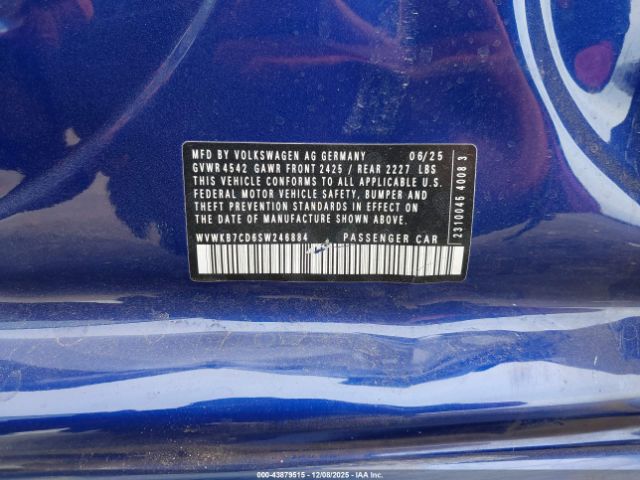 MFD BY VOLKSWAGEN AG GERMANY 06/25
GVWR 4542 GAWR FRONT 2425 / REAR 2227 LBS
THIS VEHICLE CONFORMS TO ALL APPLICABLE U.S.
FEDERAL MOTOR VEHICLE SAFETY, BUMPER AND
THEFT PREVENTION STANDARDS IN EFFECT ON THE
DATE OF MANUFACTURE SHOWN ABOVE.
WVWKB7CD6SW246884 PASSENGER CAR
2310045 4008 3
000-43879515 - 12/08/2025 - IAA Inc.